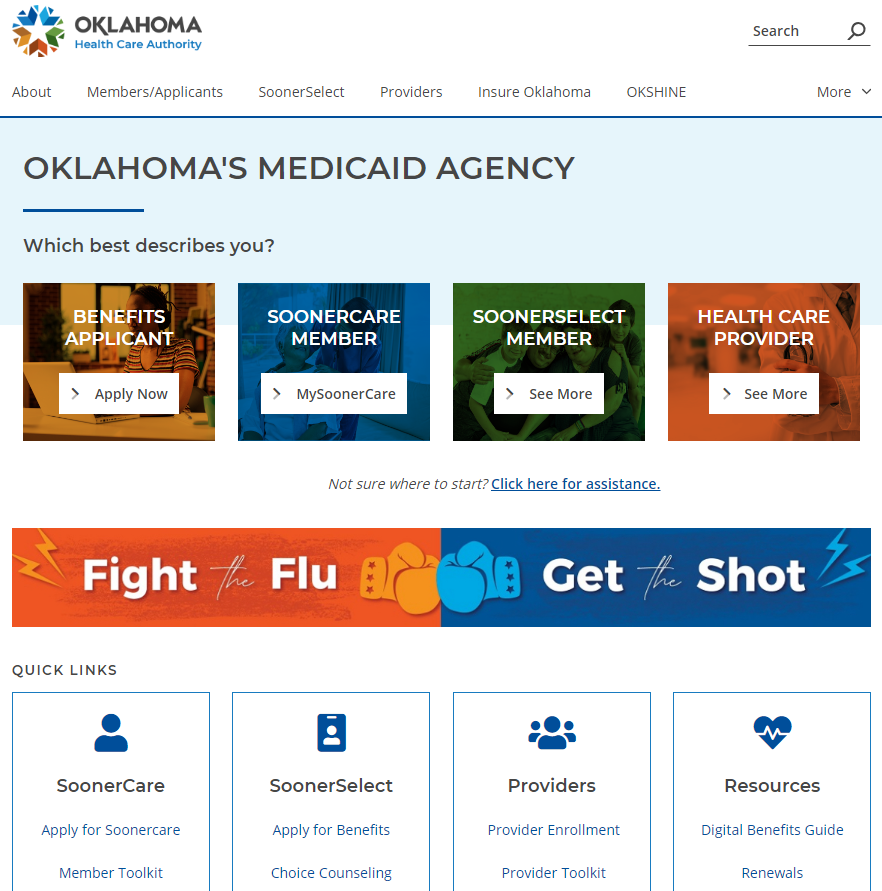 OKLAHOMA
Health Care Authority
Search
About Members/Applicants SoonerSelect Providers Insure Oklahoma OKSHINE More
OKLAHOMA'S MEDICAID AGENCY
Which best describes you?
BENEFITS
APPLICANT
Apply Now
SOONERCARE
MEMBER
MySoonerCare
SOONERSELECT
MEMBER
See More
HEALTH CARE
PROVIDER
See More
Not sure where to start? Click here for assistance.
Fight the Flu Get the Shot
QUICK LINKS
SoonerCare
Apply for Soonercare
Member Toolkit
SoonerSelect
Apply for Benefits
Choice Counseling
Providers
Provider Enrollment
Provider Toolkit
Resources
Digital Benefits Guide
Renewals